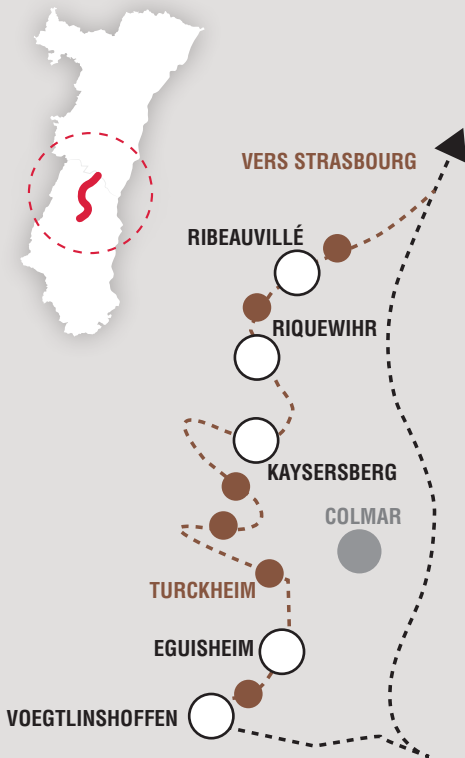 VERS STRASBOURG
RIBEAUVILLÉ
RIQUEWIHR
KAYSERSBERG
COLMAR
TURCKHEIM
EGUISHEIM
VOEGTLINSHOFFEN